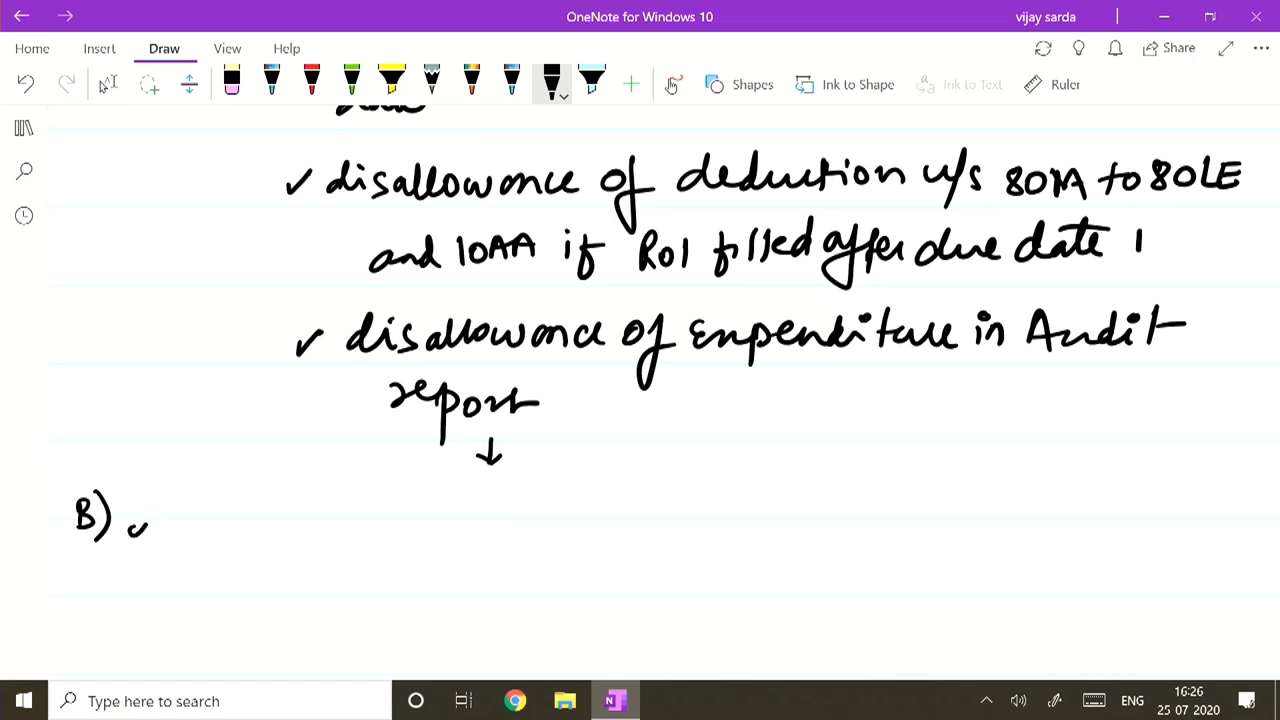 OneNote for Windows 10
vijay sarda
Home Insert Draw View Help
Share
Shapes
Ink to Shape
Ink to Text
Ruler
✓ disallowance of deduction u/s 80IA to 80LE
and 10AA if ROI filled after due date
✓ disallowance of Expenditure in Audit
report
↓
B)
Type here to search
ENG
16:26
25 07 2020